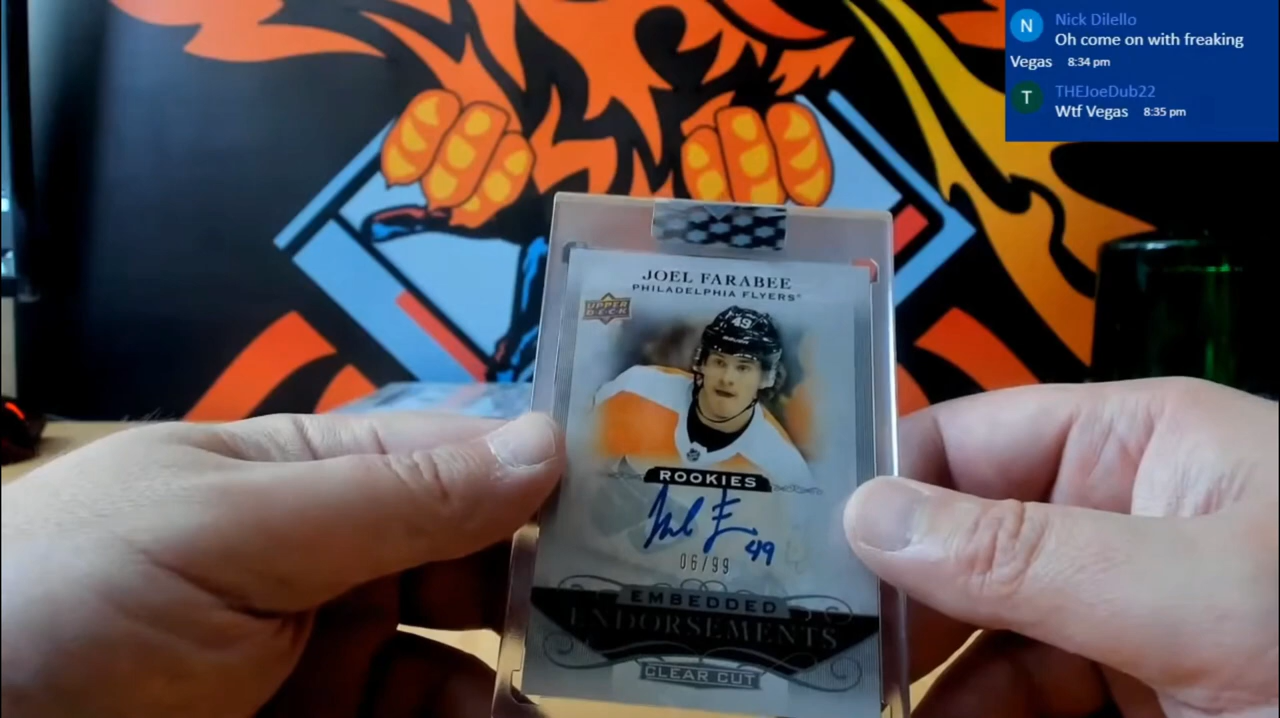 N
Nick Dilello
Oh come on with freaking
Vegas 8:34 pm
T
THEJoeDub22
Wtf Vegas 8:35 pm
JOEL FARABEE
PHILADELPHIA FLYERS
UPPER
DECK
49
ROOKIES
49
06/99
EMBEDDED
ENDORSEMENTS
CLEAR CUT